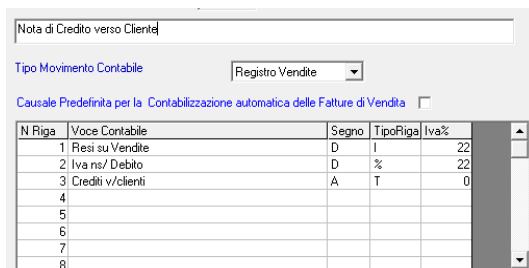 Nota di Credito verso Cliente
Tipo Movimento Contabile Registro Vendite
Causale Predefinita per la Contabilizzazione automatica delle Fatture di Vendita
N Riga Voce Contabile Segno TipoRiga Iva%
1 Resi su Vendite D I 22
2 Iva ns/ Debito D % 22
3 Crediti v/clienti A T 0
4
5
6
7
8